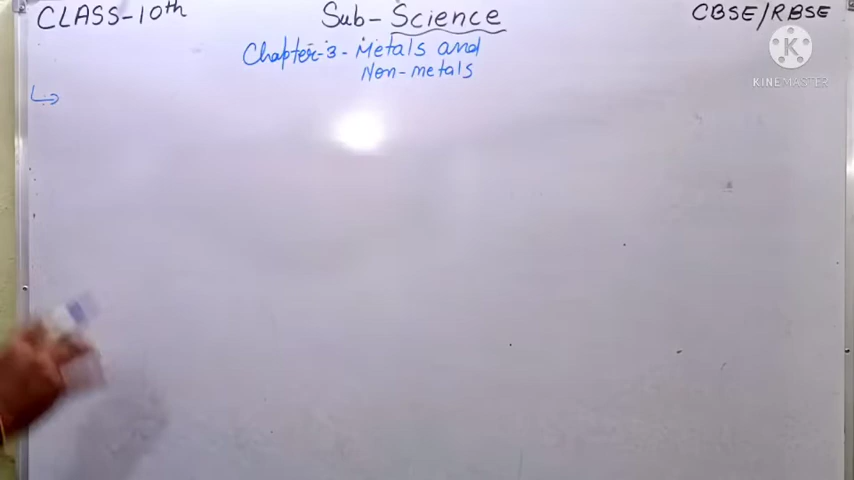 CLASS-10th Sub-Science CBSE/RBSE
Chapter-3-Metals and
Non-metals
KINEMASTER